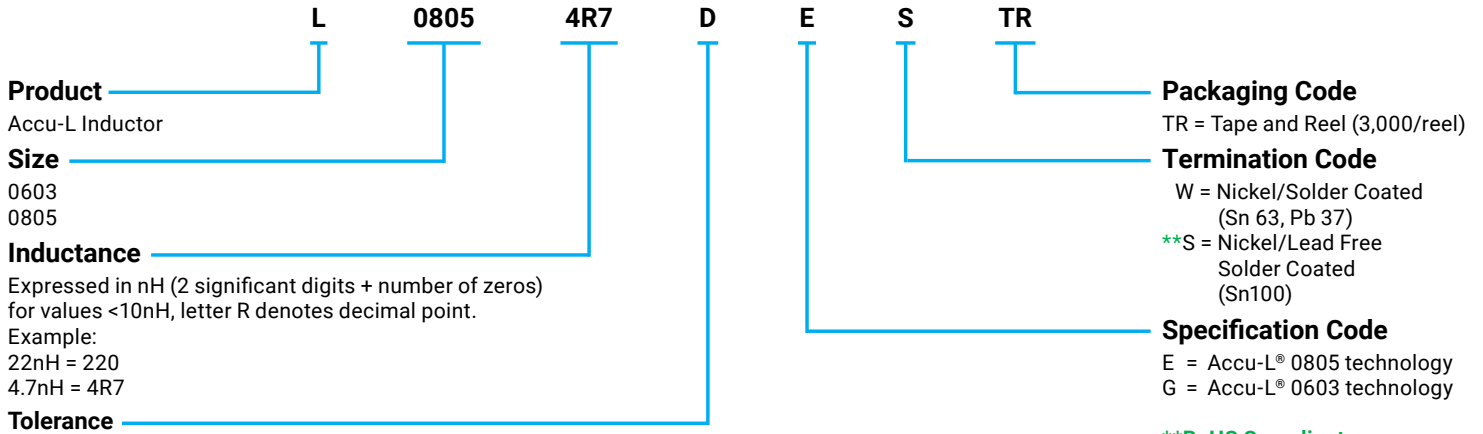 L 0805 4R7 D E S TR
Product
Accu-L Inductor
Size
0603
0805
Inductance
Expressed in nH (2 significant digits + number of zeros)
for values <10nH, letter R denotes decimal point.
Example:
22nH = 220
4.7nH = 4R7
Tolerance
Packaging Code
TR = Tape and Reel (3,000/reel)
Termination Code
W = Nickel/Solder Coated
(Sn 63, Pb 37)
**S = Nickel/Lead Free
Solder Coated
(Sn100)
Specification Code
E = Accu-L® 0805 technology
G = Accu-L® 0603 technology